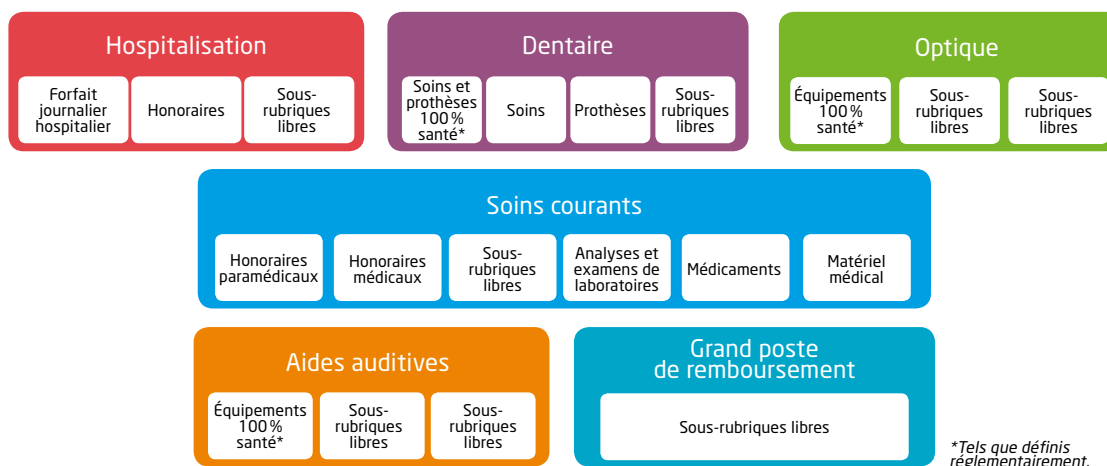 Hospitalisation
Forfait
journalier
hospitalier
Honoraires
Sous-
rubriques
libres
Dentaire
Soins et
prothèses
100 %
santé*
Soins
Prothèses
Sous-
rubriques
libres
Optique
Équipements
100 %
santé*
Sous-
rubriques
libres
Sous-
rubriques
libres
Soins courants
Honoraires
paramédicaux
Honoraires
médicaux
Sous-
rubriques
libres
Analyses et
examens de
laboratoires
Médicaments
Matériel
médical
Aides auditives
Équipements
100 %
santé*
Sous-
rubriques
libres
Sous-
rubriques
libres
Grand poste
de remboursement
Sous-rubriques libres
*Tels que définis
réglementairement.